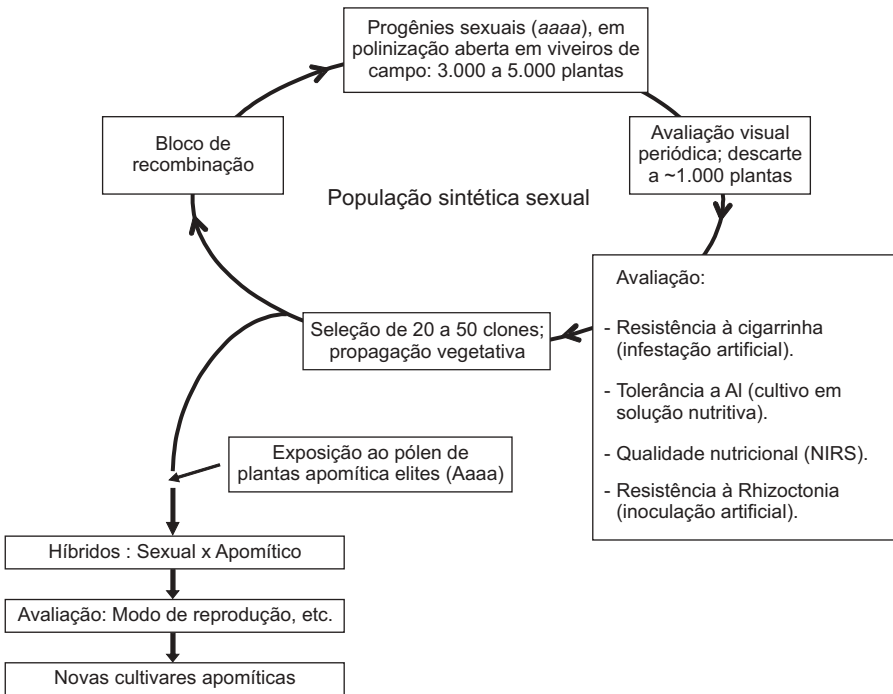 Progênies sexuais (aaaa), em
polinização aberta em viveiros de
campo: 3.000 a 5.000 plantas
Bloco de
recombinação
Avaliação visual
periódica; descarte
a ~1.000 plantas
População sintética sexual
Avaliação:
- Resistência à cigarrinha
(infestação artificial).
- Tolerância a Al (cultivo em
solução nutritiva).
- Qualidade nutricional (NIRS).
- Resistência à Rhizoctonia
(inoculação artificial).
Seleção de 20 a 50 clones;
propagação vegetativa
Exposição ao pólen de
plantas apomítica elites (Aaaa)
Híbridos : Sexual x Apomítico
Avaliação: Modo de reprodução, etc.
Novas cultivares apomíticas